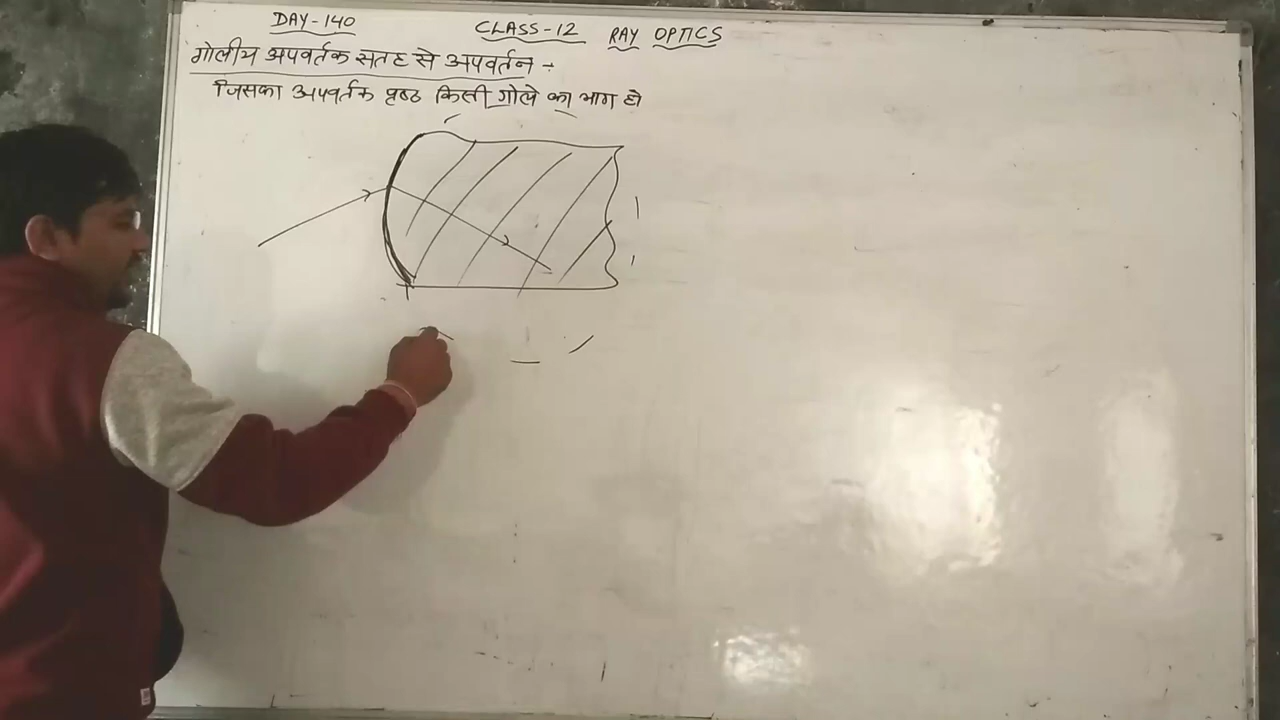 DAY-140 CLASS-12 RAY OPTICS
गोलीय अपवर्तक सतह से अपवर्तन -
जिसका अपवर्तक पृष्ठ किसी गोले का भाग हो